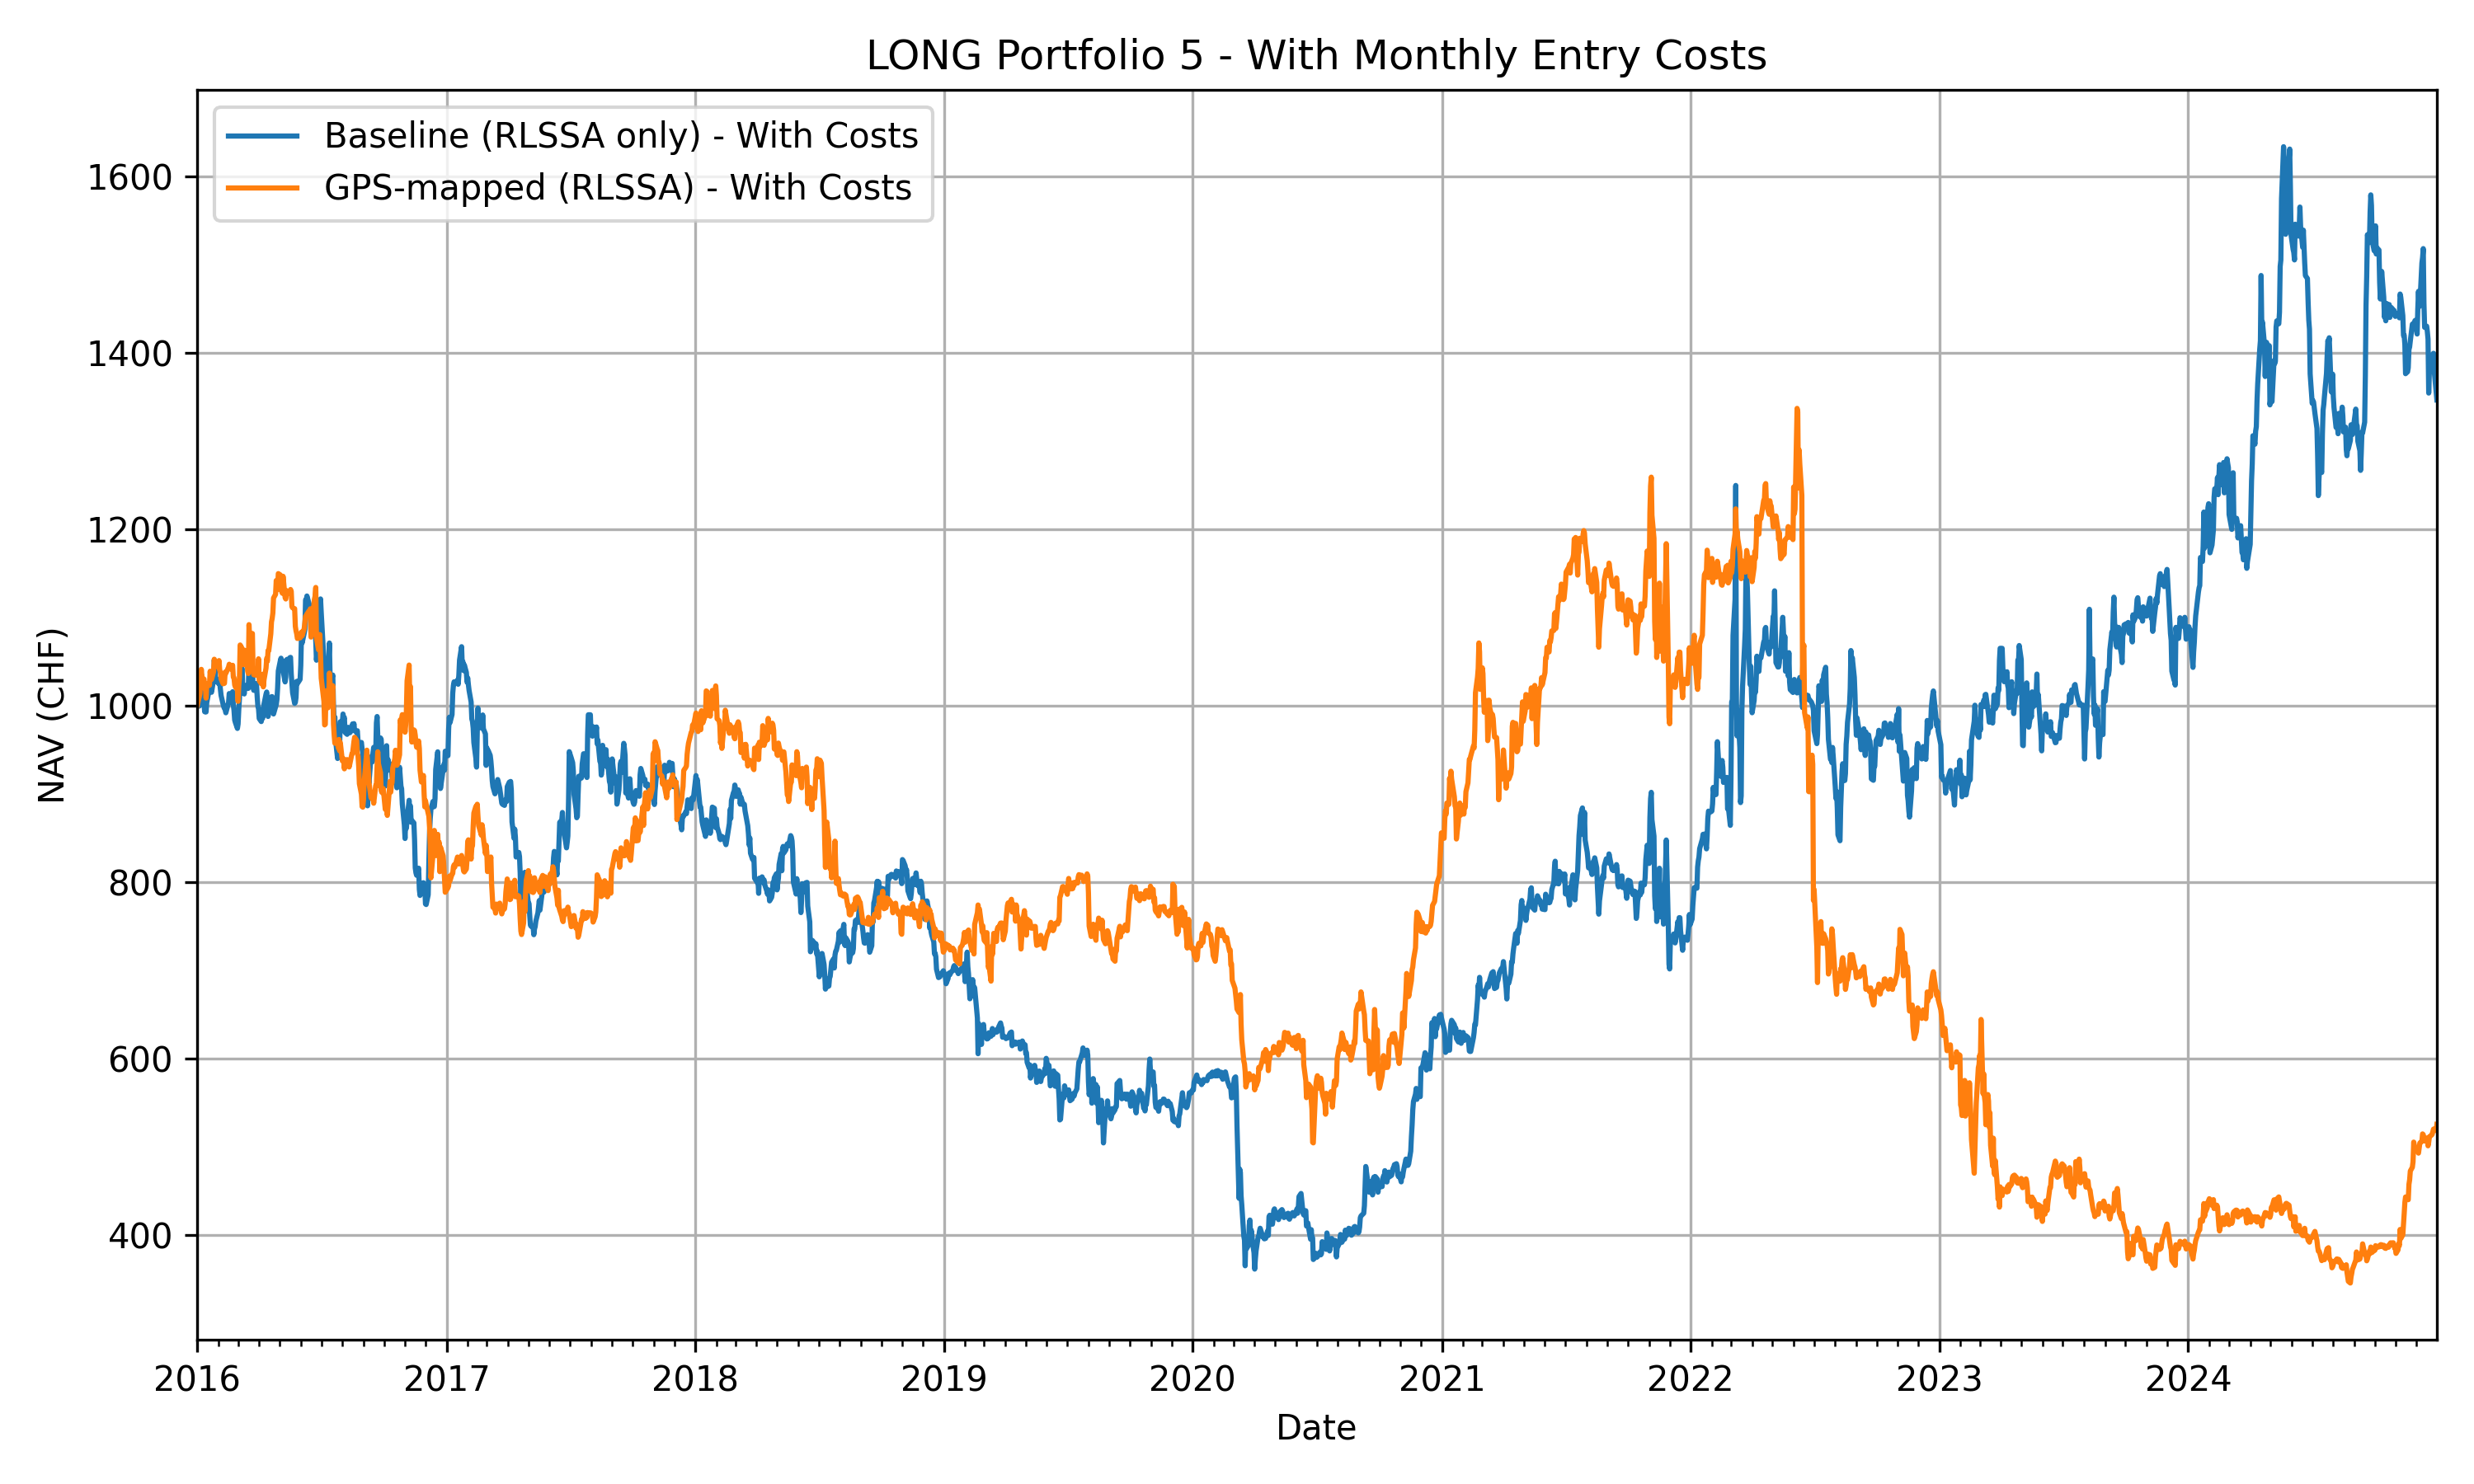 LONG Portfolio 5 - With Monthly Entry Costs
Baseline (RLSSA only) - With Costs
GPS-mapped (RLSSA) - With Costs
NAV (CHF)
1600
1400
1200
1000
800
600
400
2016 2017 2018 2019 2020 2021 2022 2023 2024
Date